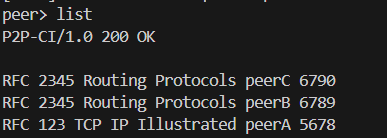 peer> list
P2P-CI/1.0 200 OK
RFC 2345 Routing Protocols peerC 6790
RFC 2345 Routing Protocols peerB 6789
RFC 123 TCP IP Illustrated peerA 5678